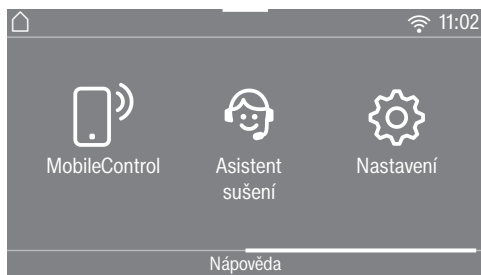 11:02
MobileControl
Asistent
sušení
Nastavení
Nápověda